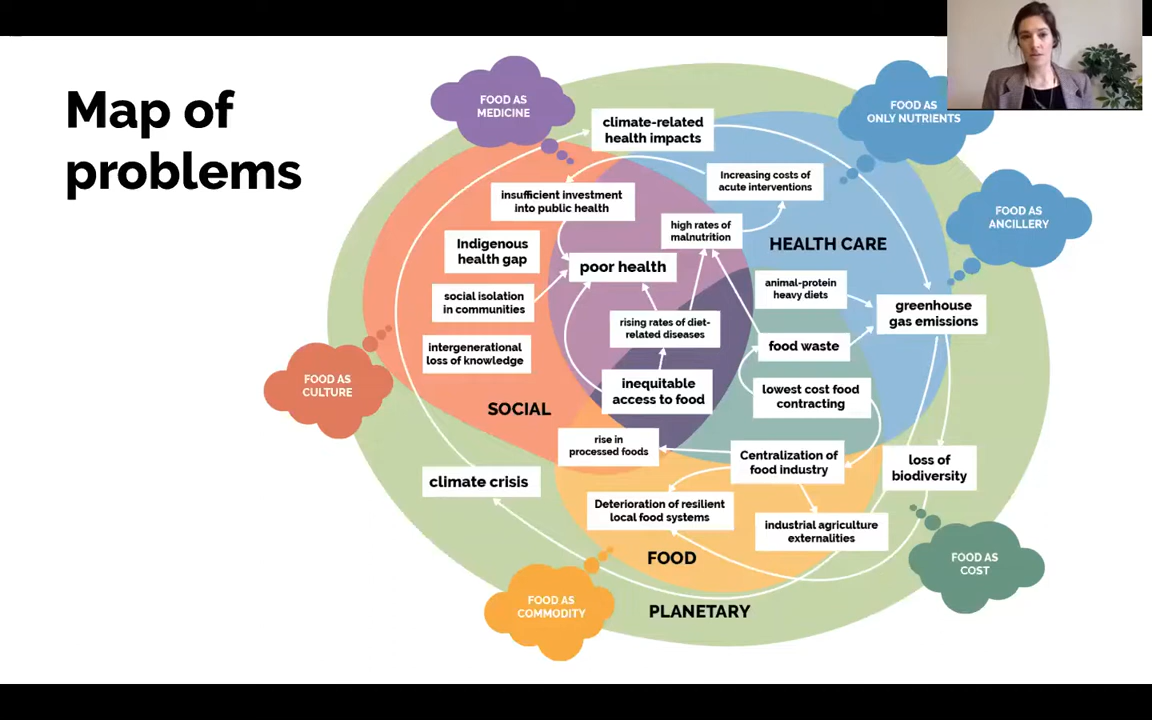 Map of
problems
FOOD AS
MEDICINE
climate-related
health impacts
FOOD AS
ONLY NUTRIENTS
insufficient investment
into public health
Increasing costs of
acute interventions
FOOD AS
ANCILLARY
high rates of
malnutrition
HEALTH CARE
Indigenous
health gap
poor health
animal-protein
heavy diets
social isolation
in communities
greenhouse
gas emissions
rising rates of diet-
related diseases
intergenerational
loss of knowledge
food waste
FOOD AS
CULTURE
inequitable
access to food
lowest cost food
contracting
SOCIAL
rise in
processed foods
Centralization of
food industry
loss of
biodiversity
climate crisis
Deterioration of resilient
local food systems
industrial agriculture
externalities
FOOD
FOOD AS
COST
FOOD AS
COMMODITY
PLANETARY